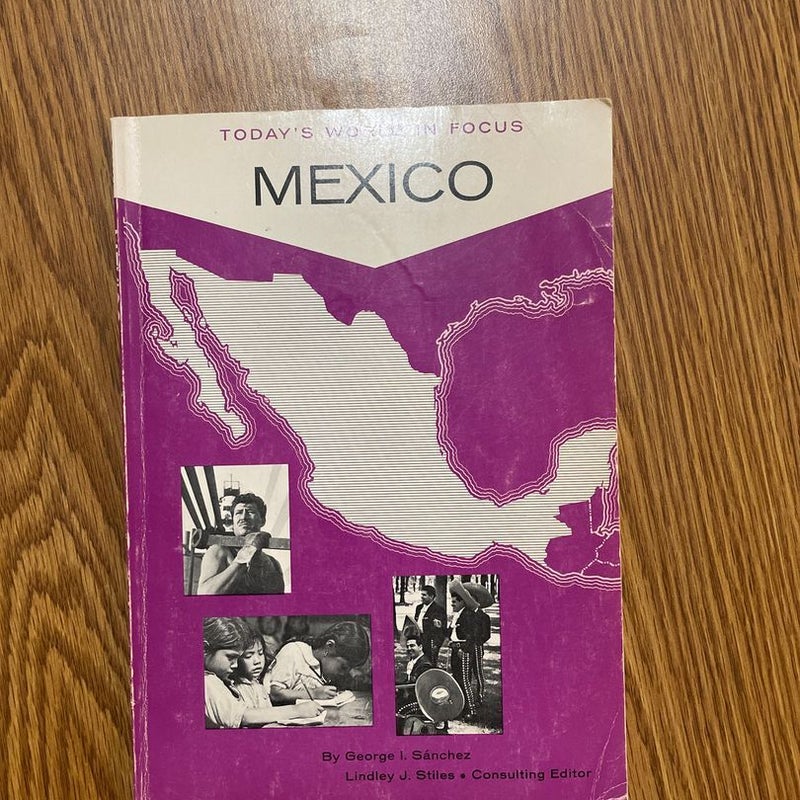 TODAY'S WORLD IN FOCUS
MEXICO
By George I. Sánchez
Lindley J. Stiles • Consulting Editor